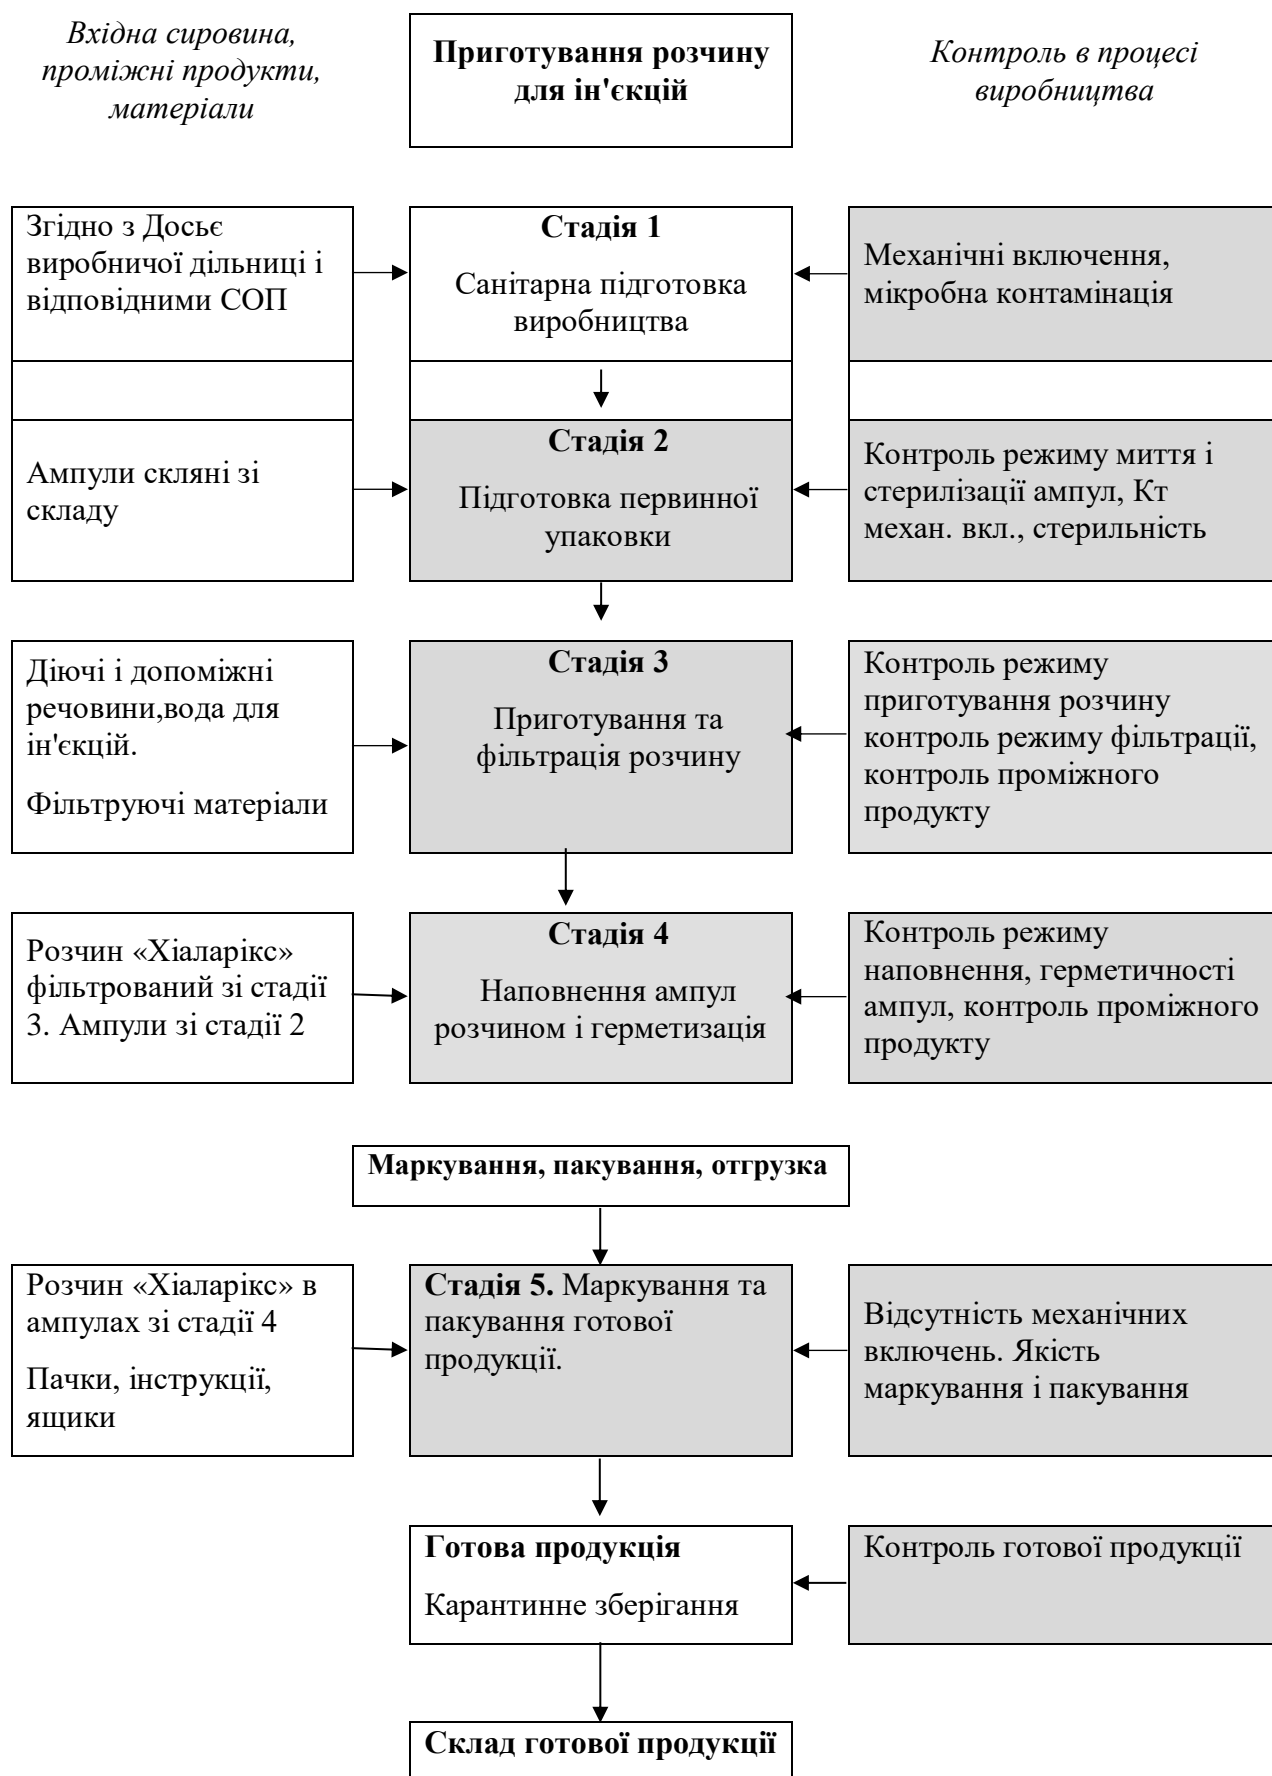 Вхідна сировина,
проміжні продукти,
матеріали
Приготування розчину
для ін'єкцій
Контроль в процесі
виробництва
Згідно з Досьє
виробничої дільниці і
відповідними СОП
Стадія 1
Санітарна підготовка
виробництва
Механічні включення,
мікробна контамінація
Ампули скляні зі
складу
Стадія 2
Підготовка первинної
упаковки
Контроль режиму миття і
стерилізації ампул, Кт
механ. вкл., стерильність
Діючі і допоміжні
речовини,вода для
ін'єкцій.
Фільтруючі матеріали
Стадія 3
Приготування та
фільтрація розчину
Контроль режиму
приготування розчину
контроль режиму фільтрації,
контроль проміжного
продукту
Розчин «Хіаларікс»
фільтрований зі стадії
3. Ампули зі стадії 2
Стадія 4
Наповнення ампул
розчином і герметизація
Контроль режиму
наповнення, герметичності
ампул, контроль проміжного
продукту
Маркування, пакування, отгрузка
Розчин «Хіаларікс» в
ампулах зі стадії 4
Пачки, інструкції,
ящики
Стадія 5. Маркування та
пакування готової
продукції.
Відсутність механічних
включень. Якість
маркування і пакування
Готова продукція
Карантинне зберігання
Контроль готової продукції
Склад готової продукції